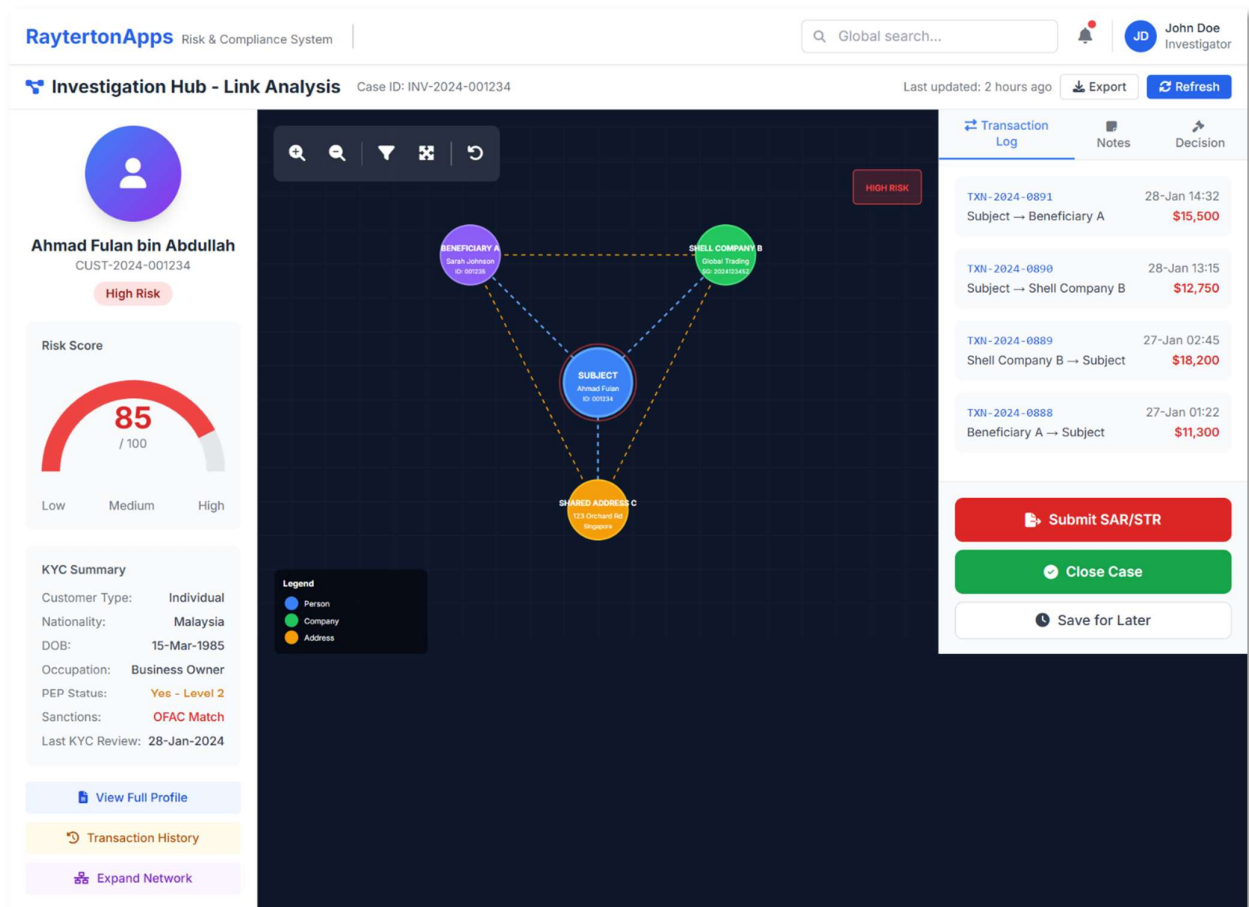 RaytertonApps Risk & Compliance System
Global search...
JD
John Doe
Investigator
Investigation Hub - Link Analysis Case ID: INV-2024-001234
Last updated: 2 hours ago
Export
Refresh
Ahmad Fulan bin Abdullah
CUST-2024-001234
High Risk
Risk Score
85
/ 100
Low Medium High
KYC Summary
Customer Type: Individual
Nationality: Malaysia
DOB: 15-Mar-1985
Occupation: Business Owner
PEP Status: Yes - Level 2
Sanctions: OFAC Match
Last KYC Review: 28-Jan-2024
View Full Profile
Transaction History
Expand Network
HIGH RISK
BENEFICIARY A
Sarah Johnson
ID: 001235
SHELL COMPANY B
Global Trading
SG: 2024123452
SUBJECT
Ahmad Fulan
ID: 001234
SHARED ADDRESS C
123 Orchard Rd
Singapore
Legend
Person
Company
Address
Transaction
Log
Notes
Decision
TXN-2024-0891 28-Jan 14:32
Subject → Beneficiary A $15,500
TXN-2024-0890 28-Jan 13:15
Subject → Shell Company B $12,750
TXN-2024-0889 27-Jan 02:45
Shell Company B → Subject $18,200
TXN-2024-0888 27-Jan 01:22
Beneficiary A → Subject $11,300
Submit SAR/STR
Close Case
Save for Later